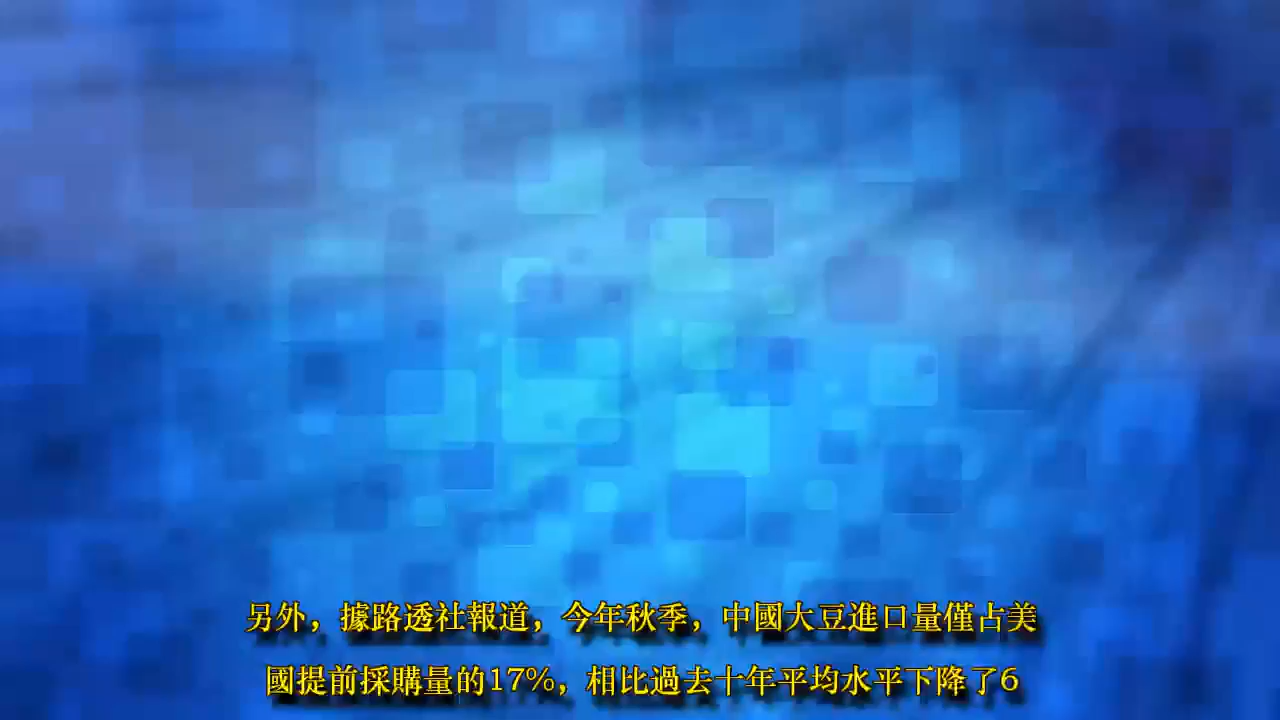 另外，據路透社報道，今年秋季，中國大豆進口量僅占美
國提前採購量的17%，相比過去十年平均水平下降了6